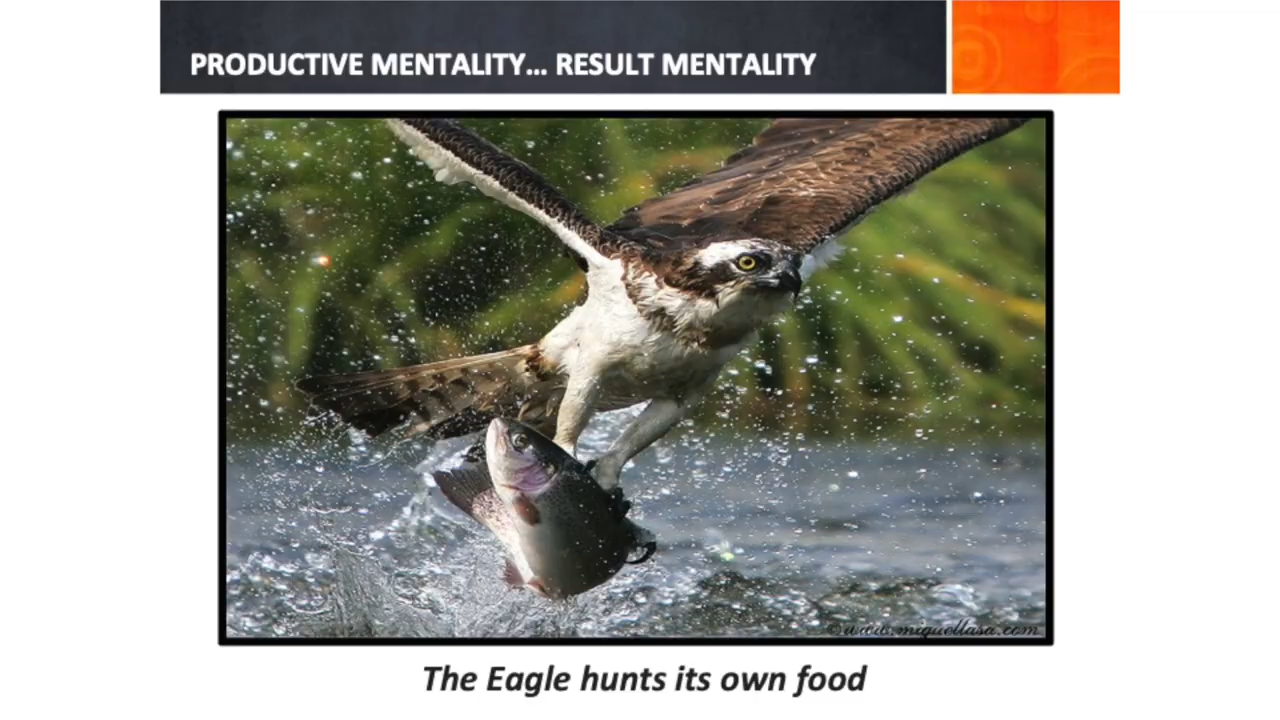 PRODUCTIVE MENTALITY... RESULT MENTALITY
© www.miguellasa.com
The Eagle hunts its own food